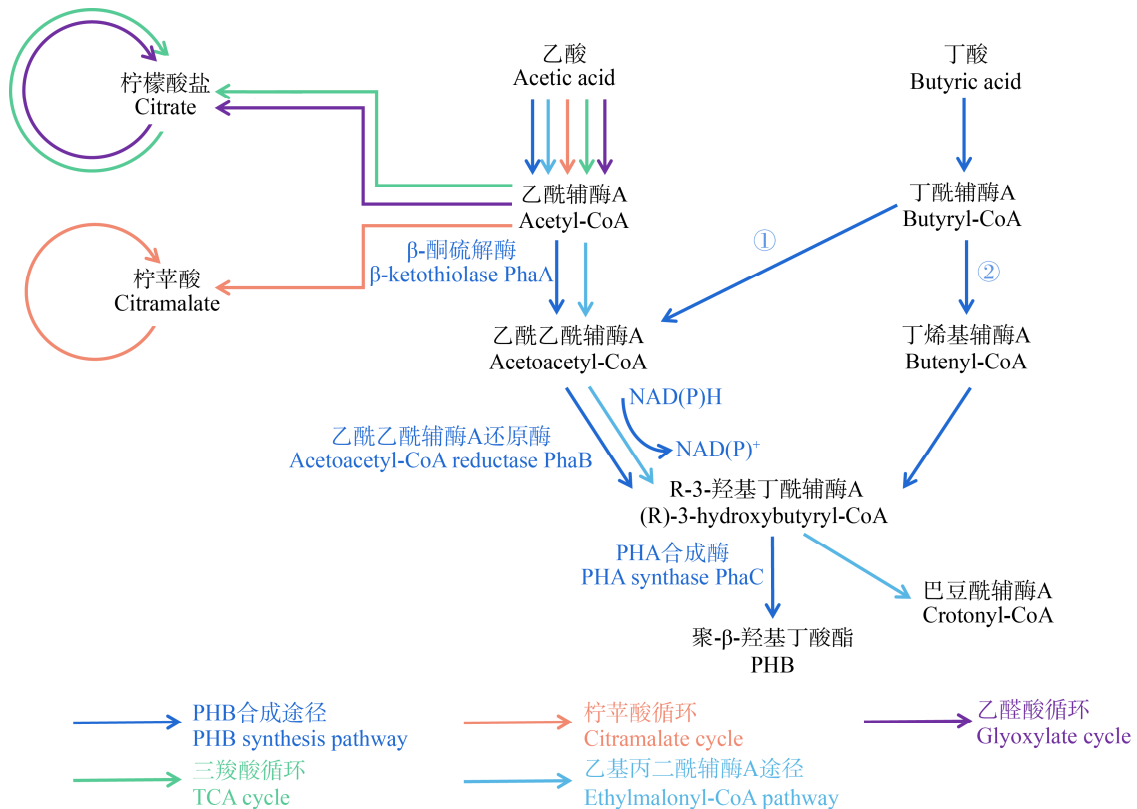 乙酸
Acetic acid
丁酸
Butyric acid
柠檬酸盐
Citrate
乙酰辅酶A
Acetyl-CoA
丁酰辅酶A
Butyryl-CoA
①
②
β-酮硫解酶
β-ketothiolase PhaA
柠苹酸
Citramalate
乙酰乙酰辅酶A
Acetoacetyl-CoA
丁烯基辅酶A
Butenyl-CoA
NAD(P)H
NAD(P)⁺
乙酰乙酰辅酶A还原酶
Acetoacetyl-CoA reductase PhaB
R-3-羟基丁酰辅酶A
(R)-3-hydroxybutyryl-CoA
PHA合成酶
PHA synthase PhaC
巴豆酰辅酶A
Crotonyl-CoA
聚-β-羟基丁酸酯
PHB
PHB合成途径
PHB synthesis pathway
柠苹酸循环
Citramalate cycle
乙醛酸循环
Glyoxylate cycle
三羧酸循环
TCA cycle
乙基丙二酰辅酶A途径
Ethylmalonyl-CoA pathway